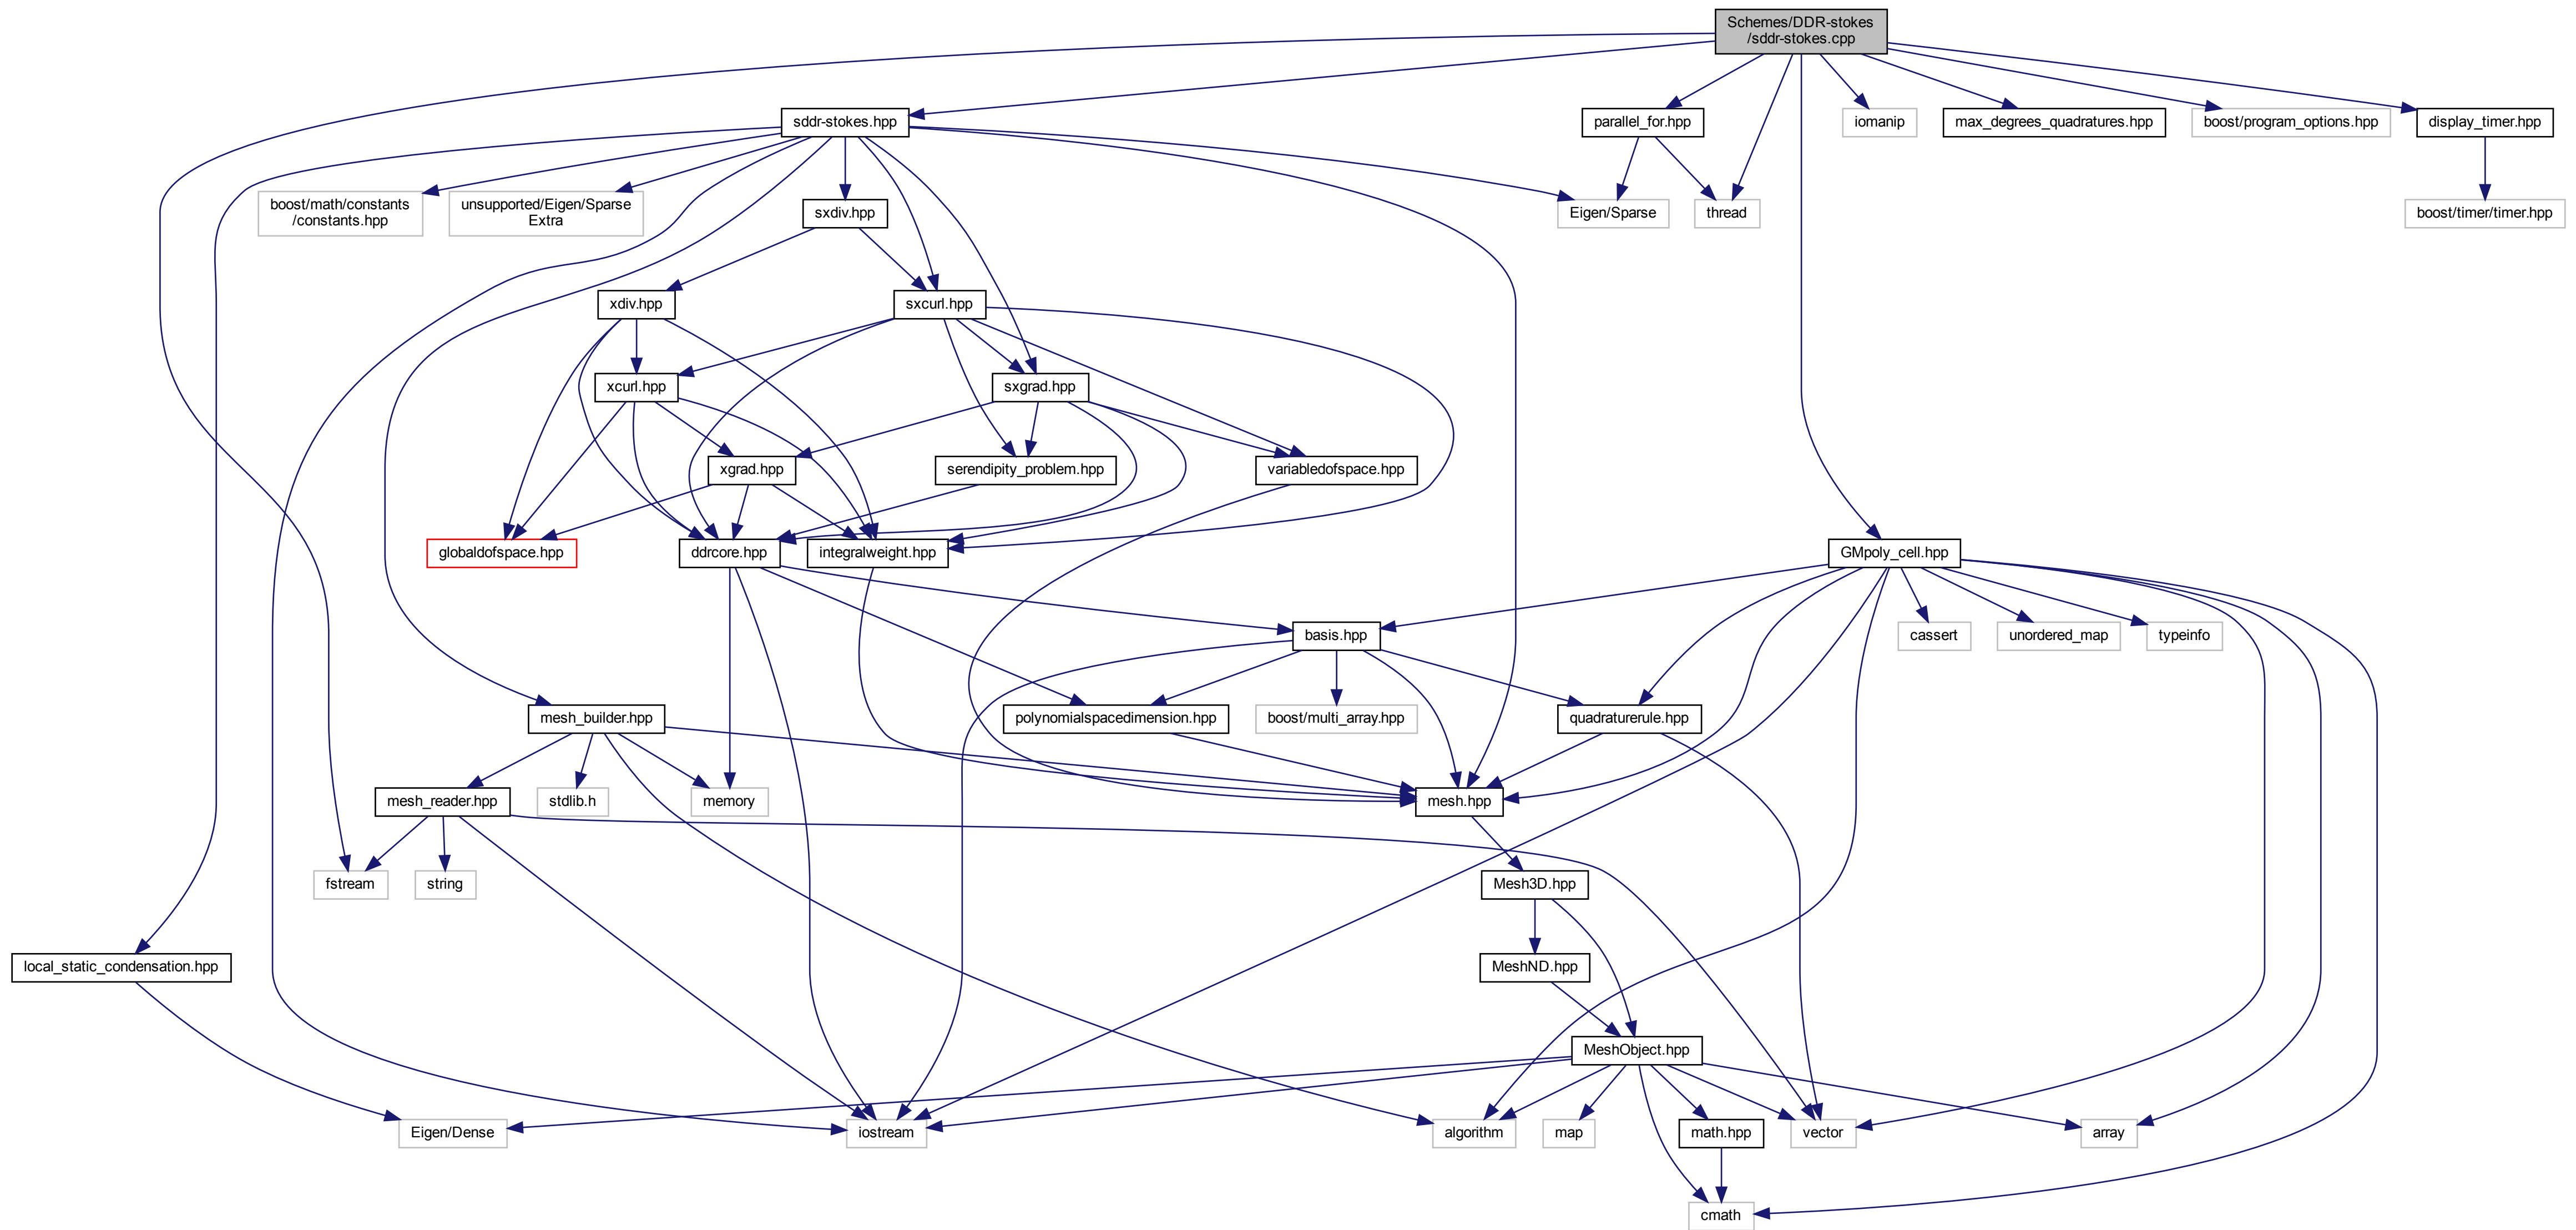 Schemes/DDR-stokes
/sddr-stokes.cpp
sddr-stokes.hpp
parallel_for.hpp
iomanip
max_degrees_quadratures.hpp
boost/program_options.hpp
display_timer.hpp
boost/math/constants
/constants.hpp
unsupported/Eigen/Sparse
Extra
sxdiv.hpp
Eigen/Sparse
thread
boost/timer/timer.hpp
xdiv.hpp
sxcurl.hpp
xcurl.hpp
sxgrad.hpp
xgrad.hpp
serendipity_problem.hpp
variabledofspace.hpp
globaldofspace.hpp
ddrcore.hpp
integralweight.hpp
GMpoly_cell.hpp
basis.hpp
cassert
unordered_map
typeinfo
mesh_builder.hpp
polynomialspacedimension.hpp
boost/multi_array.hpp
quadraturerule.hpp
mesh_reader.hpp
stdlib.h
memory
mesh.hpp
fstream
string
Mesh3D.hpp
local_static_condensation.hpp
MeshND.hpp
MeshObject.hpp
Eigen/Dense
iostream
algorithm
map
math.hpp
vector
array
cmath